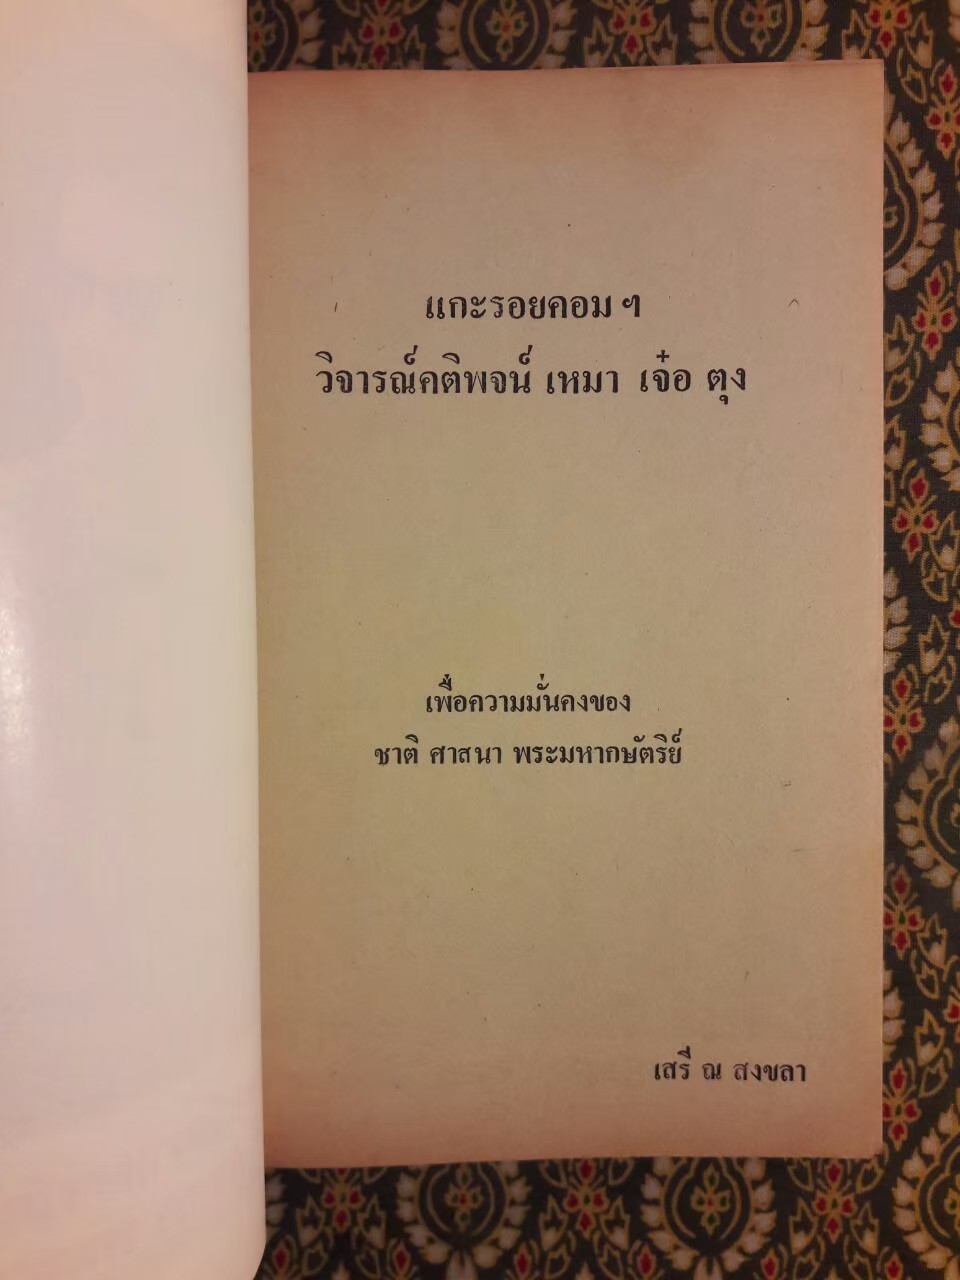 แกะรอยคอม ๆ
วิจารณ์คติพจน์ เหมา เจ๋อ ตุง
เพื่อความมั่นคงของ
ชาติ ศาสนา พระมหากษัตริย์
เสรี ณ สงขลา